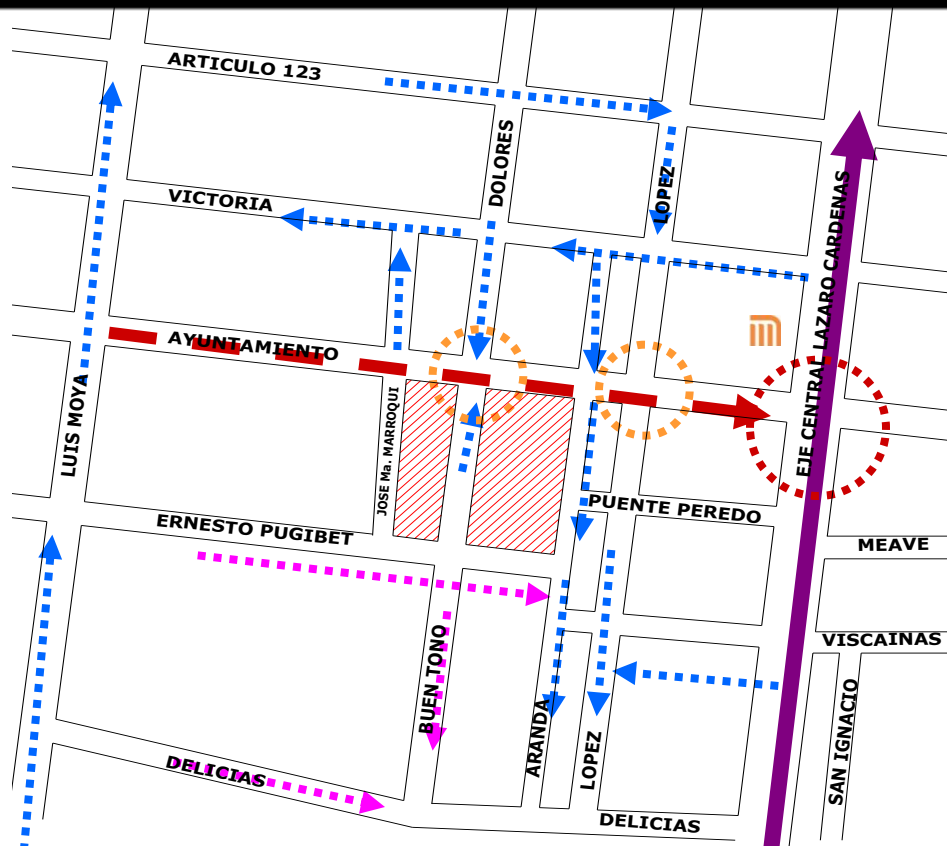 ARTICULO 123
DOLORES
LOPEZ
VICTORIA
EJE CENTRAL LAZARO CARDENAS
AYUNTAMIENTO
LUIS MOYA
JOSE Ma. MARROQUI
PUENTE PEREDO
ERNESTO PUGIBET
MEAVE
VISCAINAS
BUEN TONO
ARANDA
LOPEZ
SAN IGNACIO
DELICIAS
DELICIAS